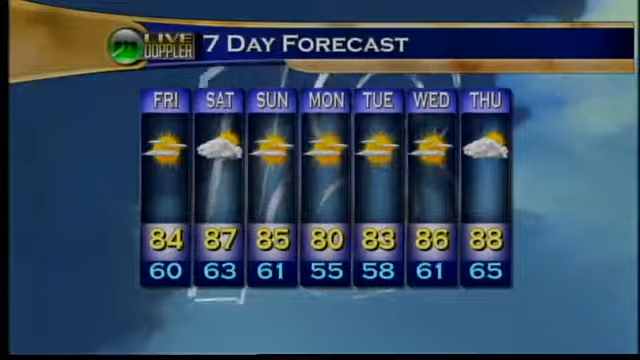 LIVE DOPPLER 7 DAY FORECAST
FRI SAT SUN MON TUE WED THU
84 87 85 80 83 86 88
60 63 61 55 58 61 65